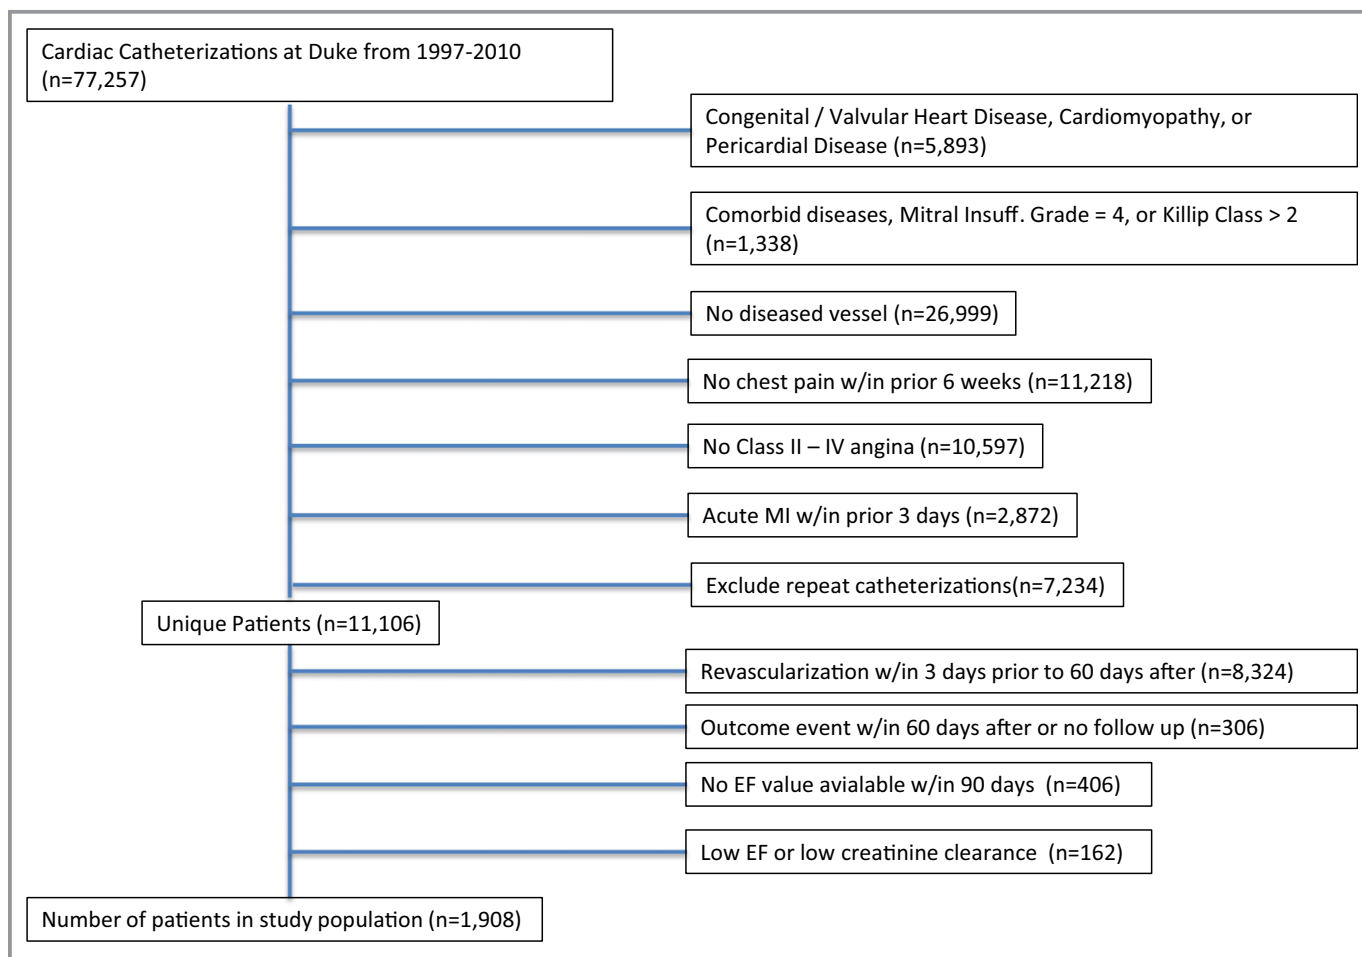 Cardiac Catheterizations at Duke from 1997-2010
(n=77,257)
Congenital / Valvular Heart Disease, Cardiomyopathy, or
Pericardial Disease (n=5,893)
Comorbid diseases, Mitral Insuff. Grade = 4, or Killip Class > 2
(n=1,338)
No diseased vessel (n=26,999)
No chest pain w/in prior 6 weeks (n=11,218)
No Class II – IV angina (n=10,597)
Acute MI w/in prior 3 days (n=2,872)
Exclude repeat catheterizations(n=7,234)
Unique Patients (n=11,106)
Revascularization w/in 3 days prior to 60 days after (n=8,324)
Outcome event w/in 60 days after or no follow up (n=306)
No EF value avialable w/in 90 days (n=406)
Low EF or low creatinine clearance (n=162)
Number of patients in study population (n=1,908)